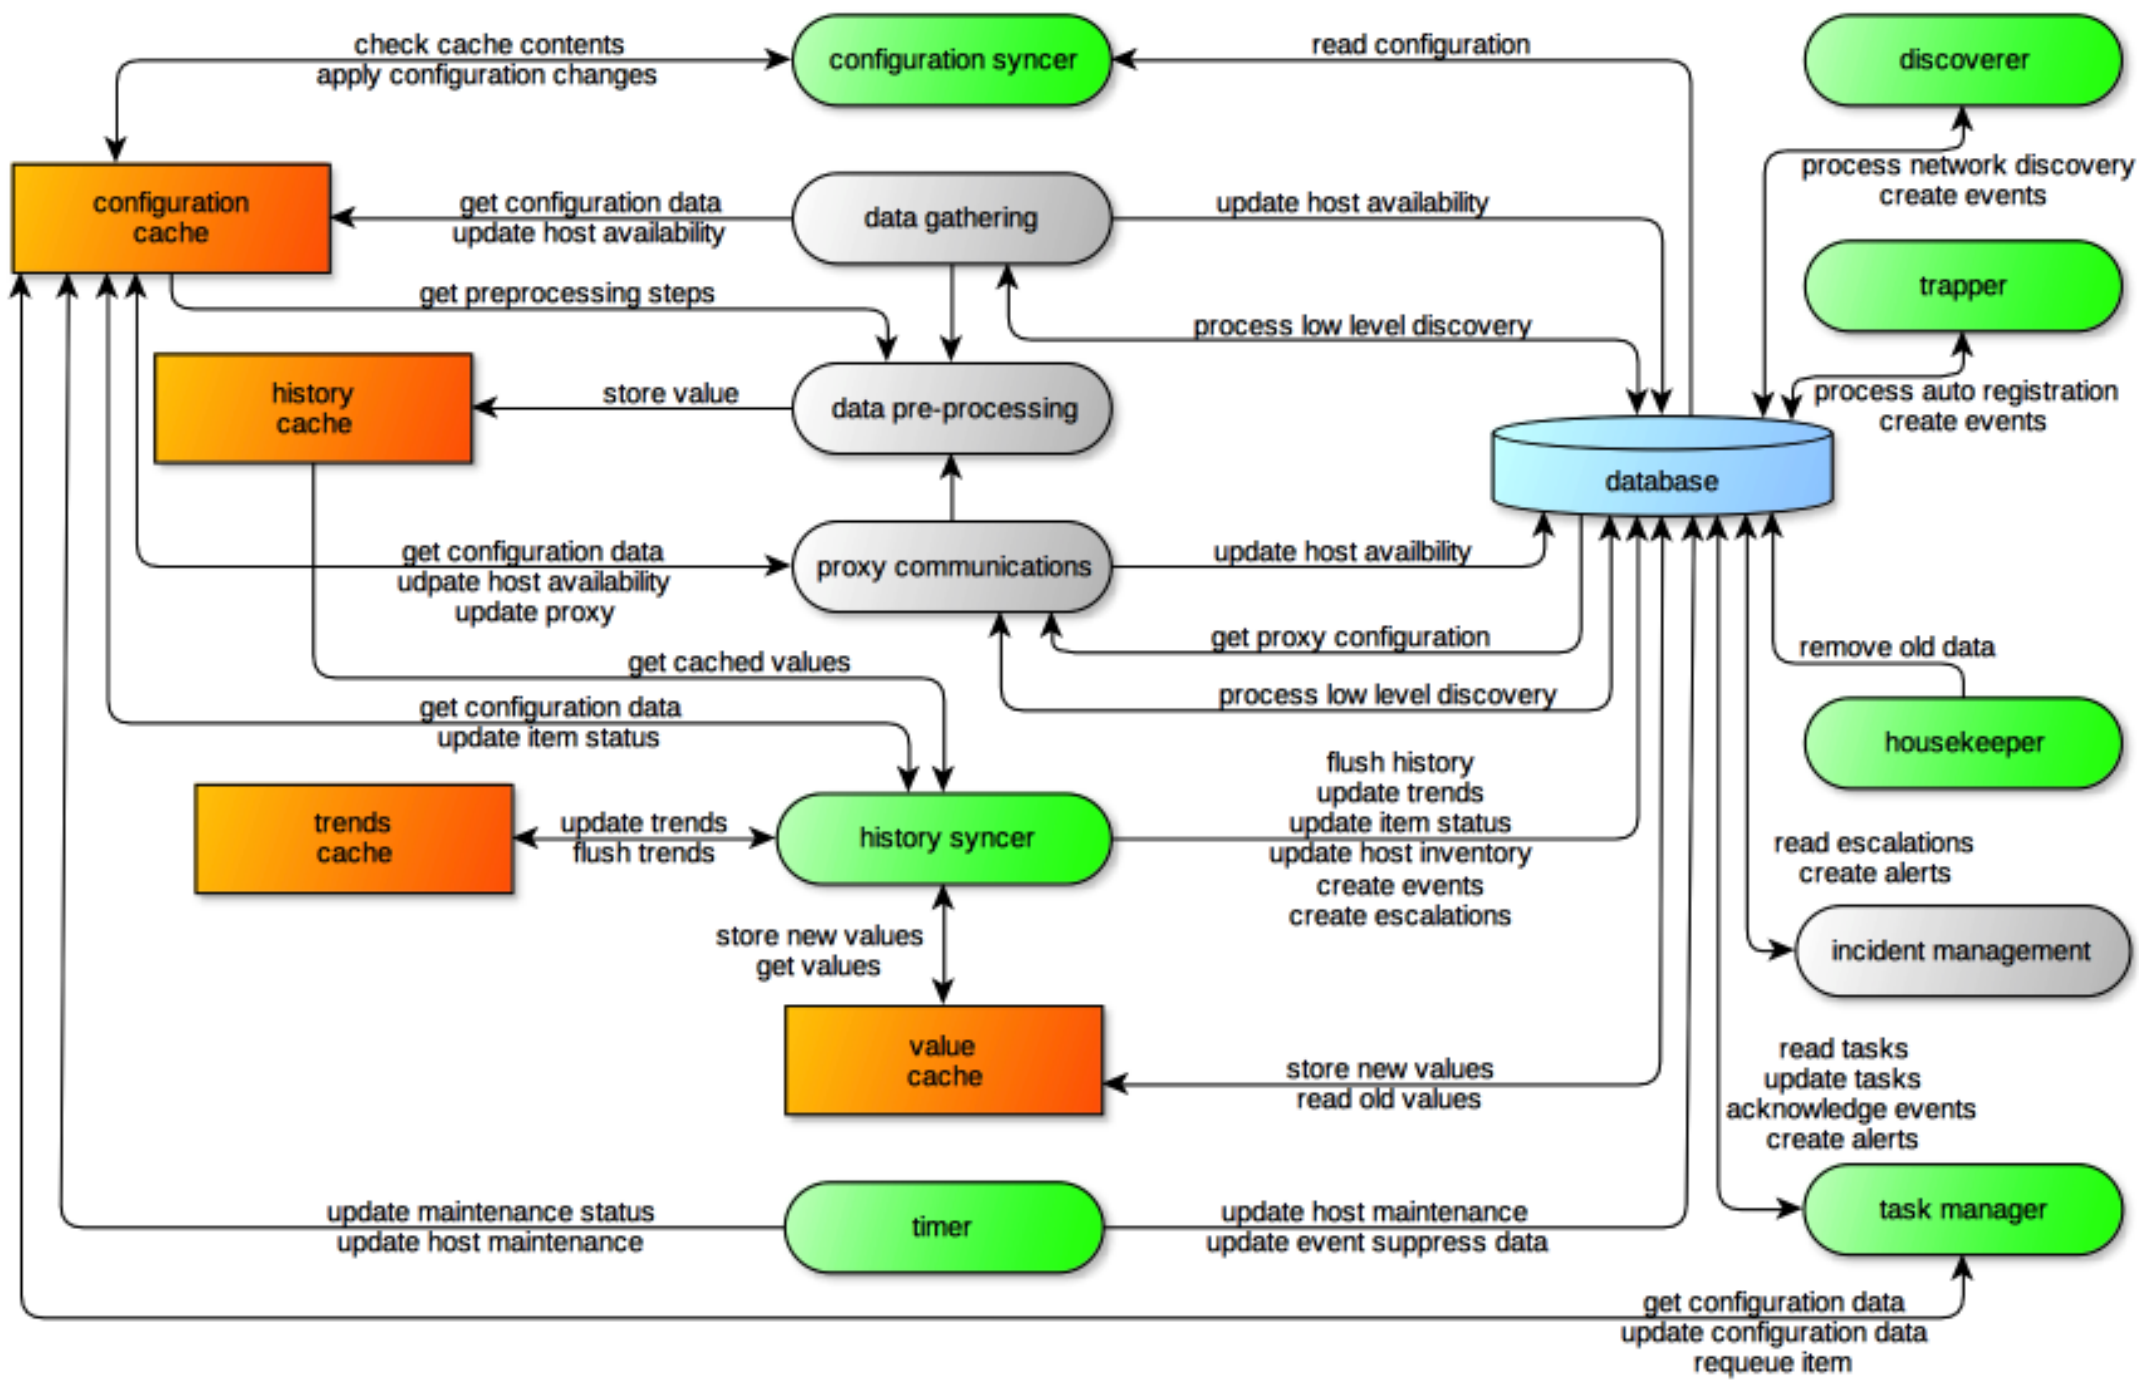 check cache contents
apply configuration changes
configuration syncer
read configuration
discoverer
process network discovery
create events
configuration
cache
get configuration data
update host availability
data gathering
update host availability
trapper
get preprocessing steps
process low level discovery
process auto registration
create events
history
cache
store value
data pre-processing
database
get configuration data
udpate host availability
update proxy
proxy communications
update host availbility
get proxy configuration
remove old data
get cached values
process low level discovery
get configuration data
update item status
housekeeper
trends
cache
update trends
flush trends
history syncer
flush history
update trends
update item status
update host inventory
create events
create escalations
read escalations
create alerts
store new values
get values
incident management
value
cache
store new values
read old values
read tasks
update tasks
acknowledge events
create alerts
update maintenance status
update host maintenance
timer
update host maintenance
update event suppress data
task manager
get configuration data
update configuration data
requeue item